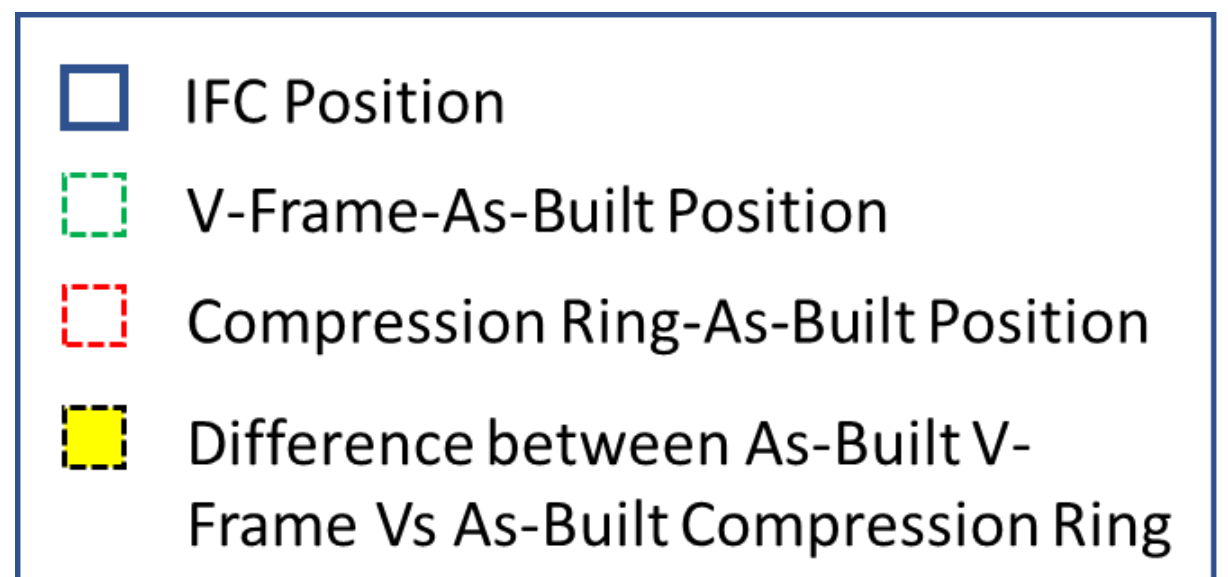 IFC Position
V-Frame-As-Built Position
Compression Ring-As-Built Position
Difference between As-Built V-
Frame Vs As-Built Compression Ring